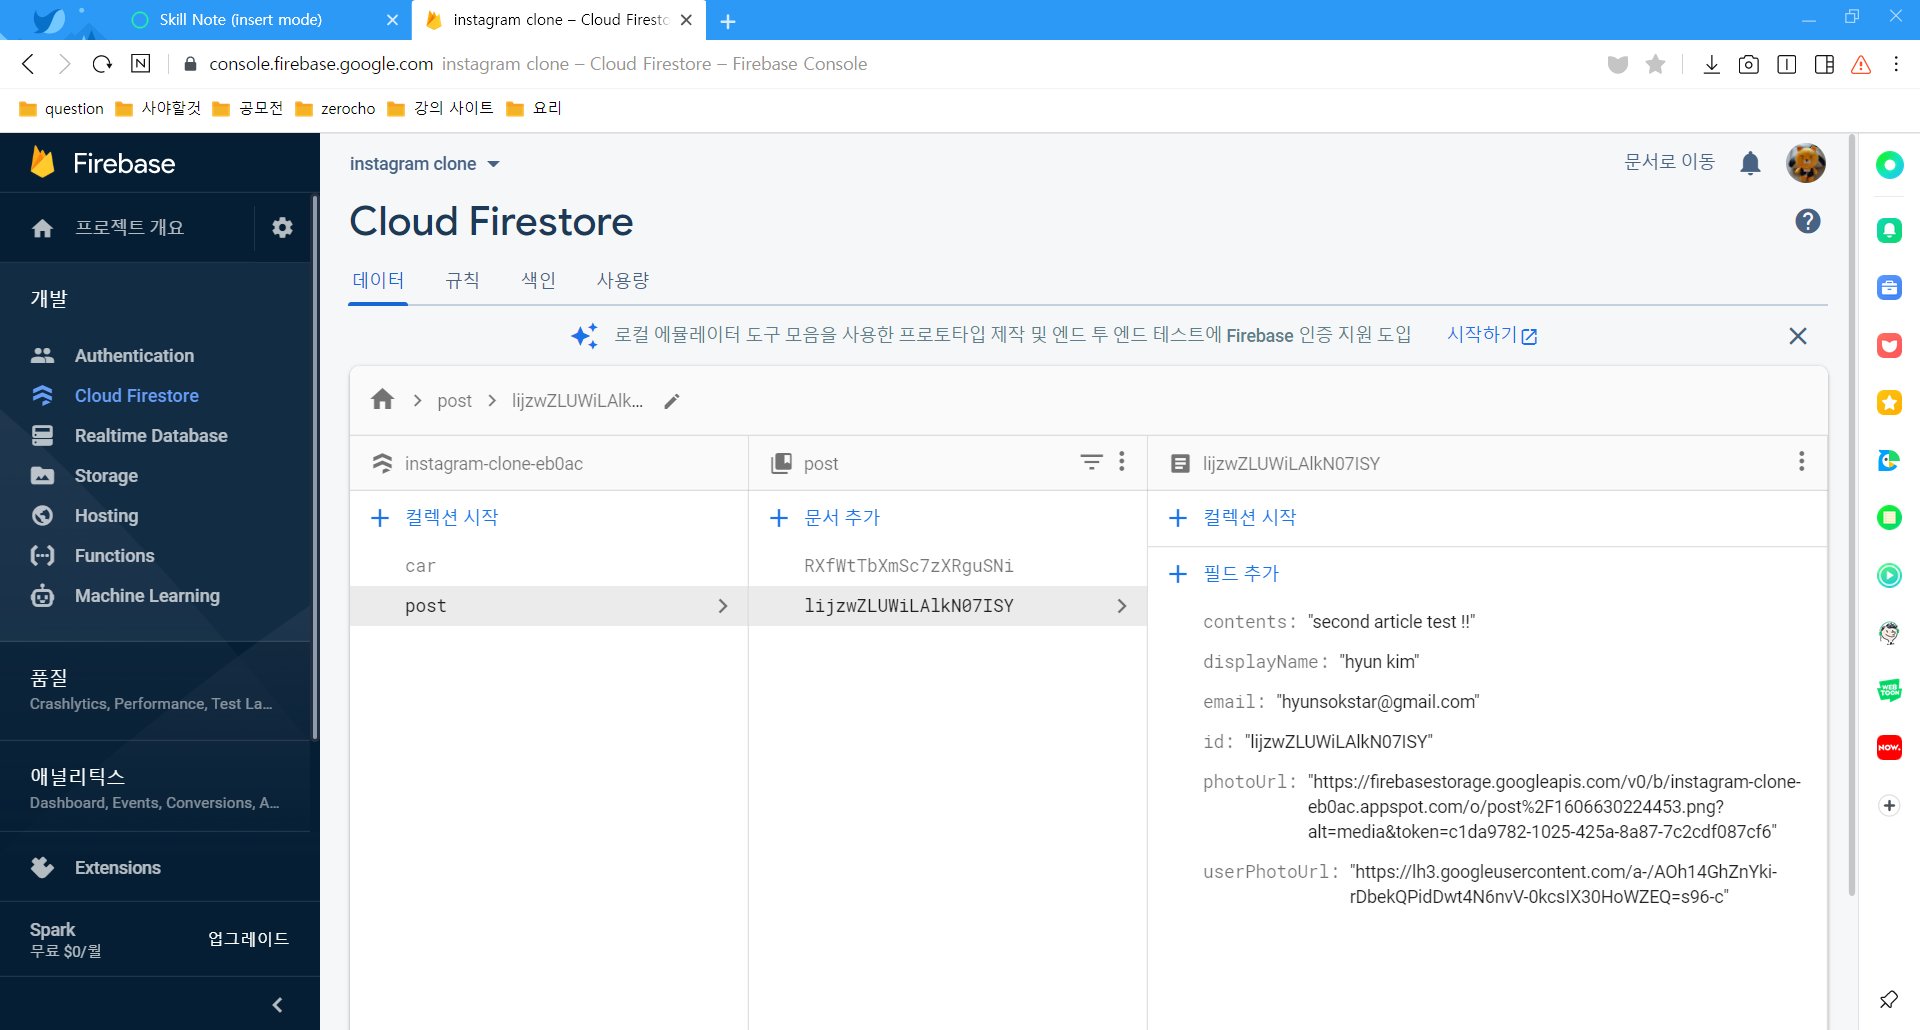 Skill Note (insert mode)
instagram clone – Cloud Firesto
N
console.firebase.google.com instagram clone – Cloud Firestore – Firebase Console
question 사야할것 공모전 zerocho 강의 사이트 요리
Firebase
instagram clone
문서로 이동
프로젝트 개요
Cloud Firestore
데이터 규칙 색인 사용량
로컬 에뮬레이터 도구 모음을 사용한 프로토타입 제작 및 엔드 투 엔드 테스트에 Firebase 인증 지원 도입 시작하기
개발
Authentication
Cloud Firestore
Realtime Database
Storage
Hosting
Functions
Machine Learning
품질
Crashlytics, Performance, Test La...
애널리틱스
Dashboard, Events, Conversions, A...
Extensions
Spark
무료 $0/월
업그레이드
post lijzwZLUWiLAlk...
instagram-clone-eb0ac
컬렉션 시작
car
post
post
문서 추가
RXfWtTbXmSc7zXRguSNi
lijzwZLUWiLAlkN07ISY
lijzwZLUWiLAlkN07ISY
컬렉션 시작
필드 추가
contents: "second article test !!"
displayName: "hyun kim"
email: "hyunsokstar@gmail.com"
id: "lijzwZLUWiLAlkN07ISY"
photoUrl: "https://firebasestorage.googleapis.com/v0/b/instagram-clone-
eb0ac.appspot.com/o/post%2F1606630224453.png?
alt=media&token=c1da9782-1025-425a-8a87-7c2cdf087cf6"
userPhotoUrl: "https://lh3.googleusercontent.com/a-/AOh14GhZnYki-
rDbekQPidDwt4N6nvV-0kcsIX30HoWZEQ=s96-c"
WEB
TOON
NOW.